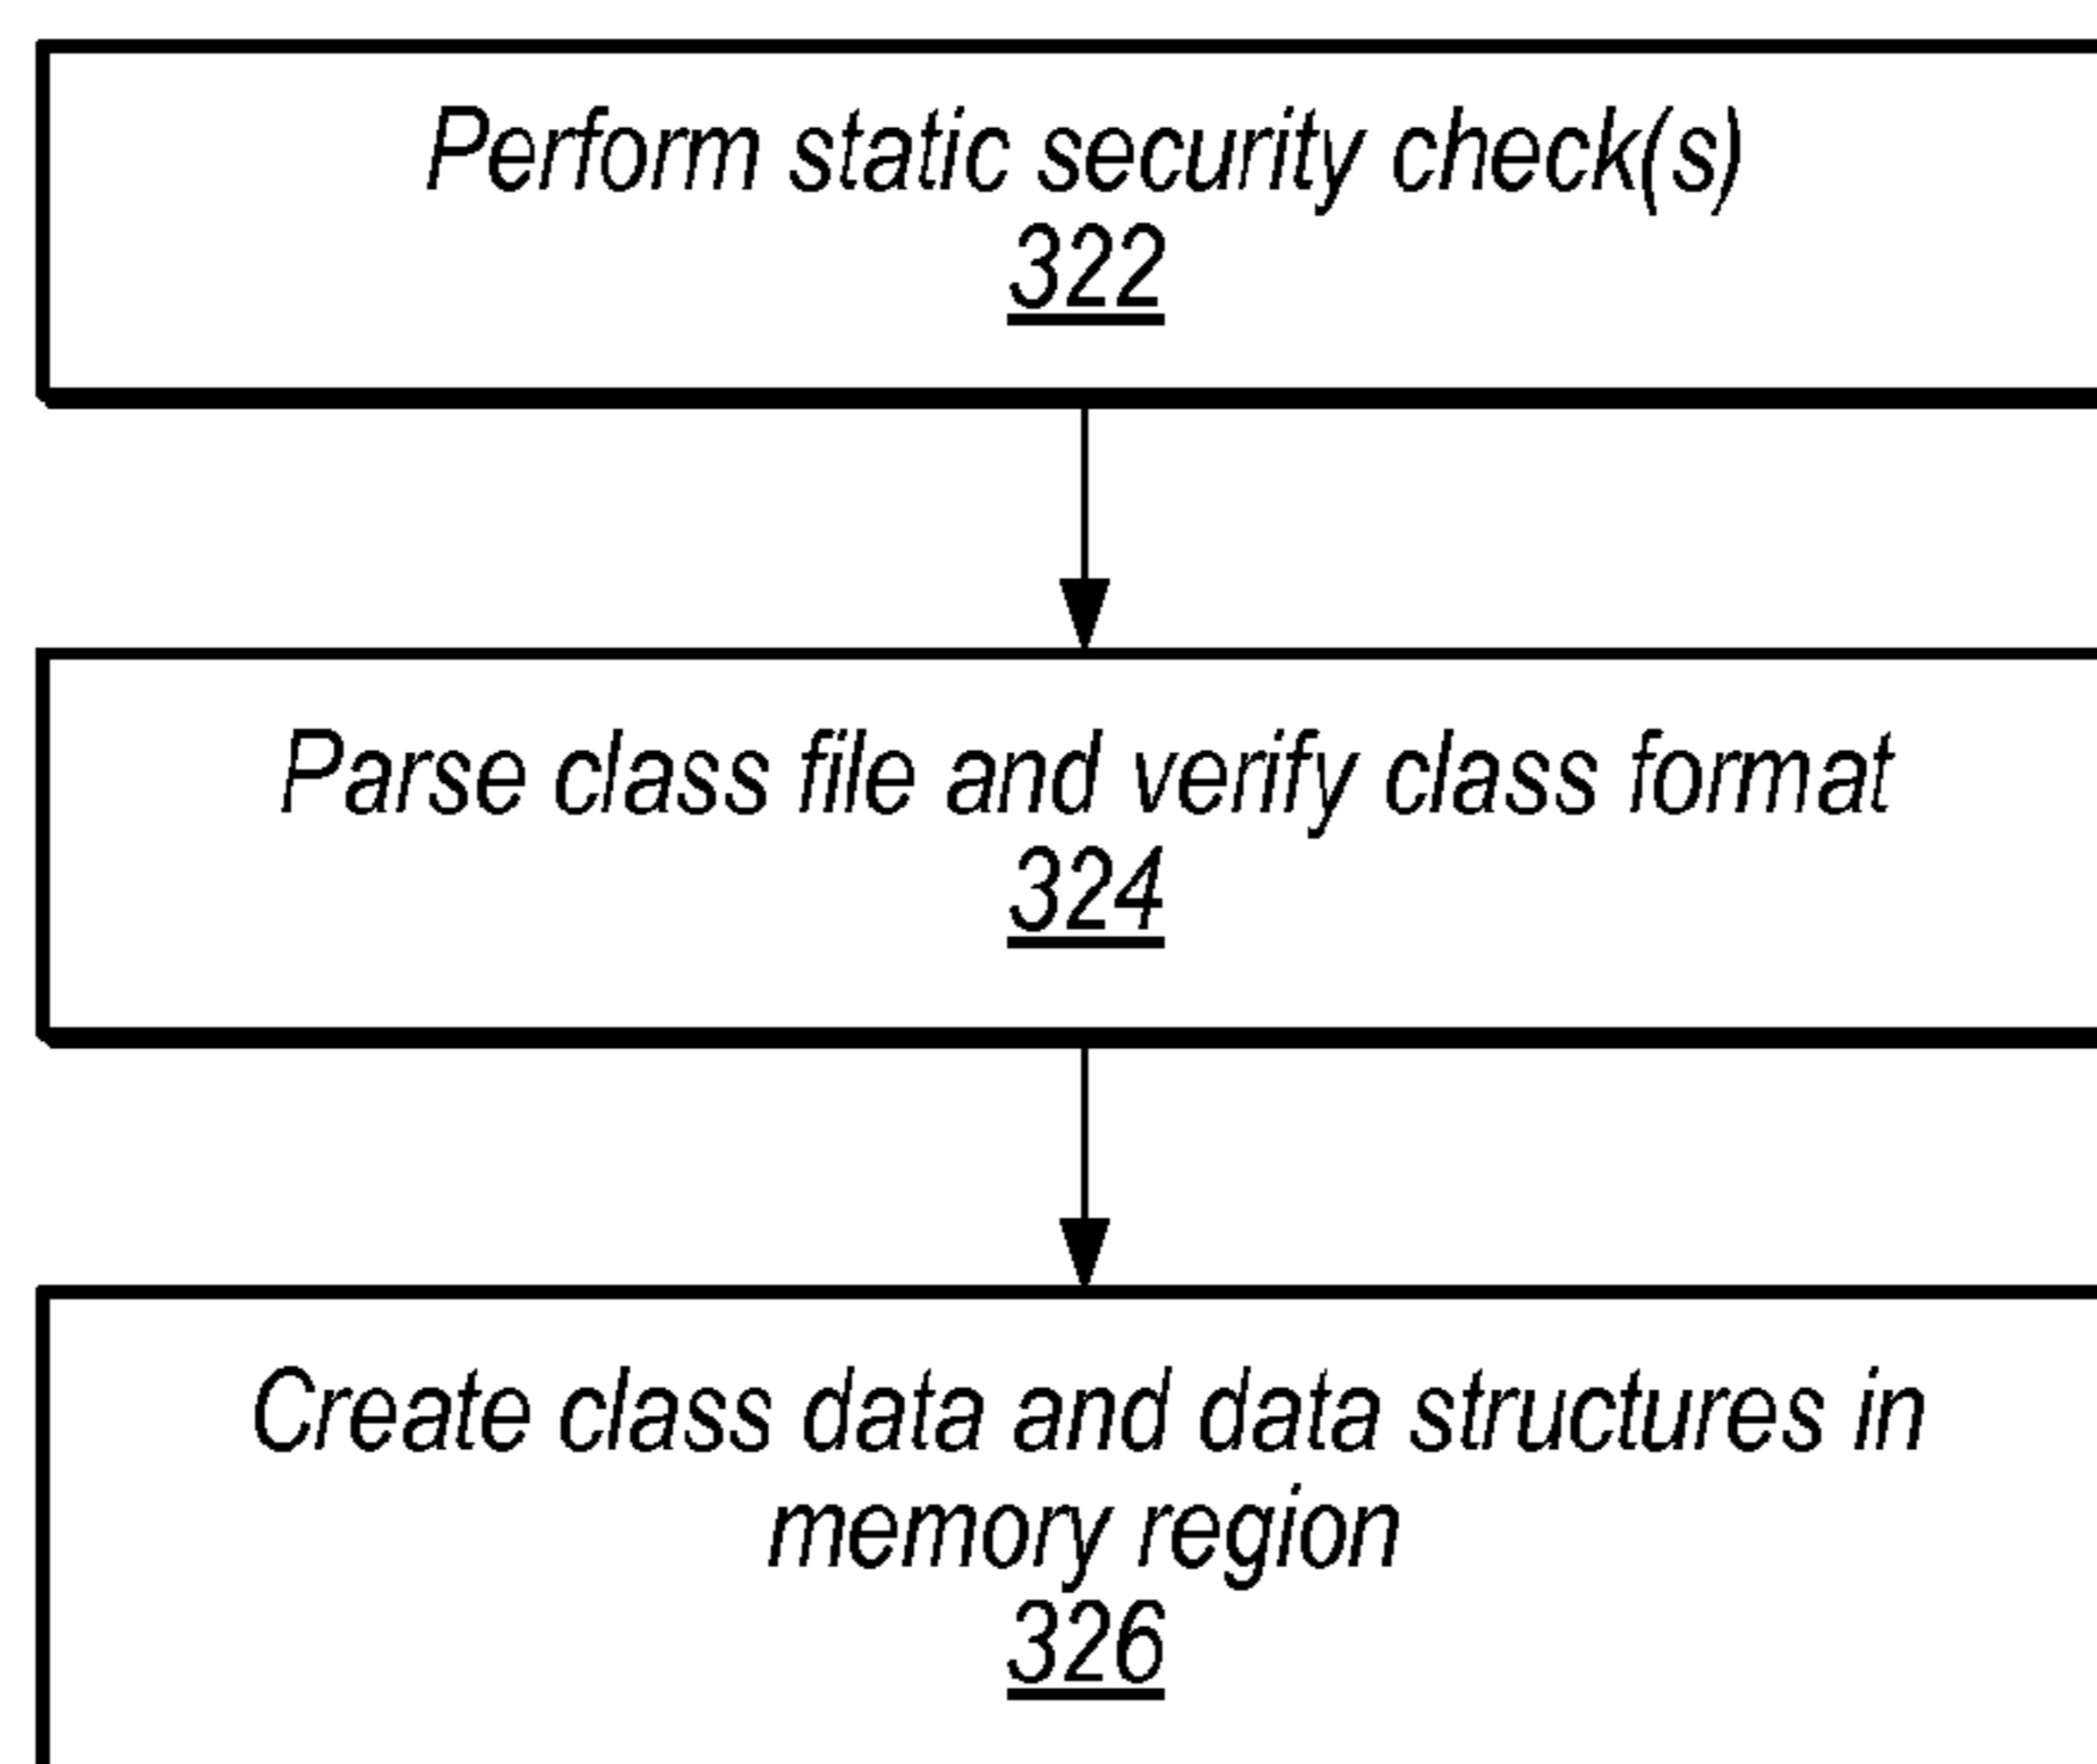 Perform static security check(s)
322
Parse class file and verify class format
324
Create class data and data structures in
memory region
326